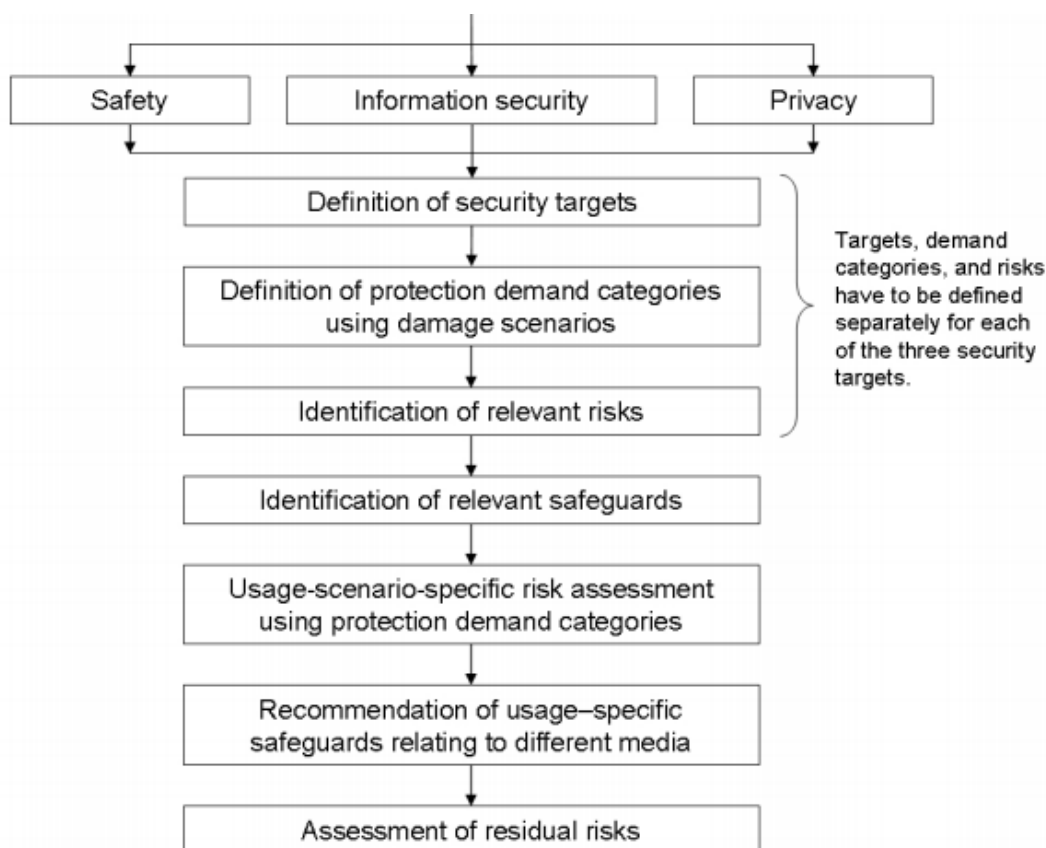 Safety
Information security
Privacy
Definition of security targets
Definition of protection demand categories
using damage scenarios
Identification of relevant risks
Targets, demand
categories, and risks
have to be defined
separately for each
of the three security
targets.
Identification of relevant safeguards
Usage-scenario-specific risk assessment
using protection demand categories
Recommendation of usage–specific
safeguards relating to different media
Assessment of residual risks